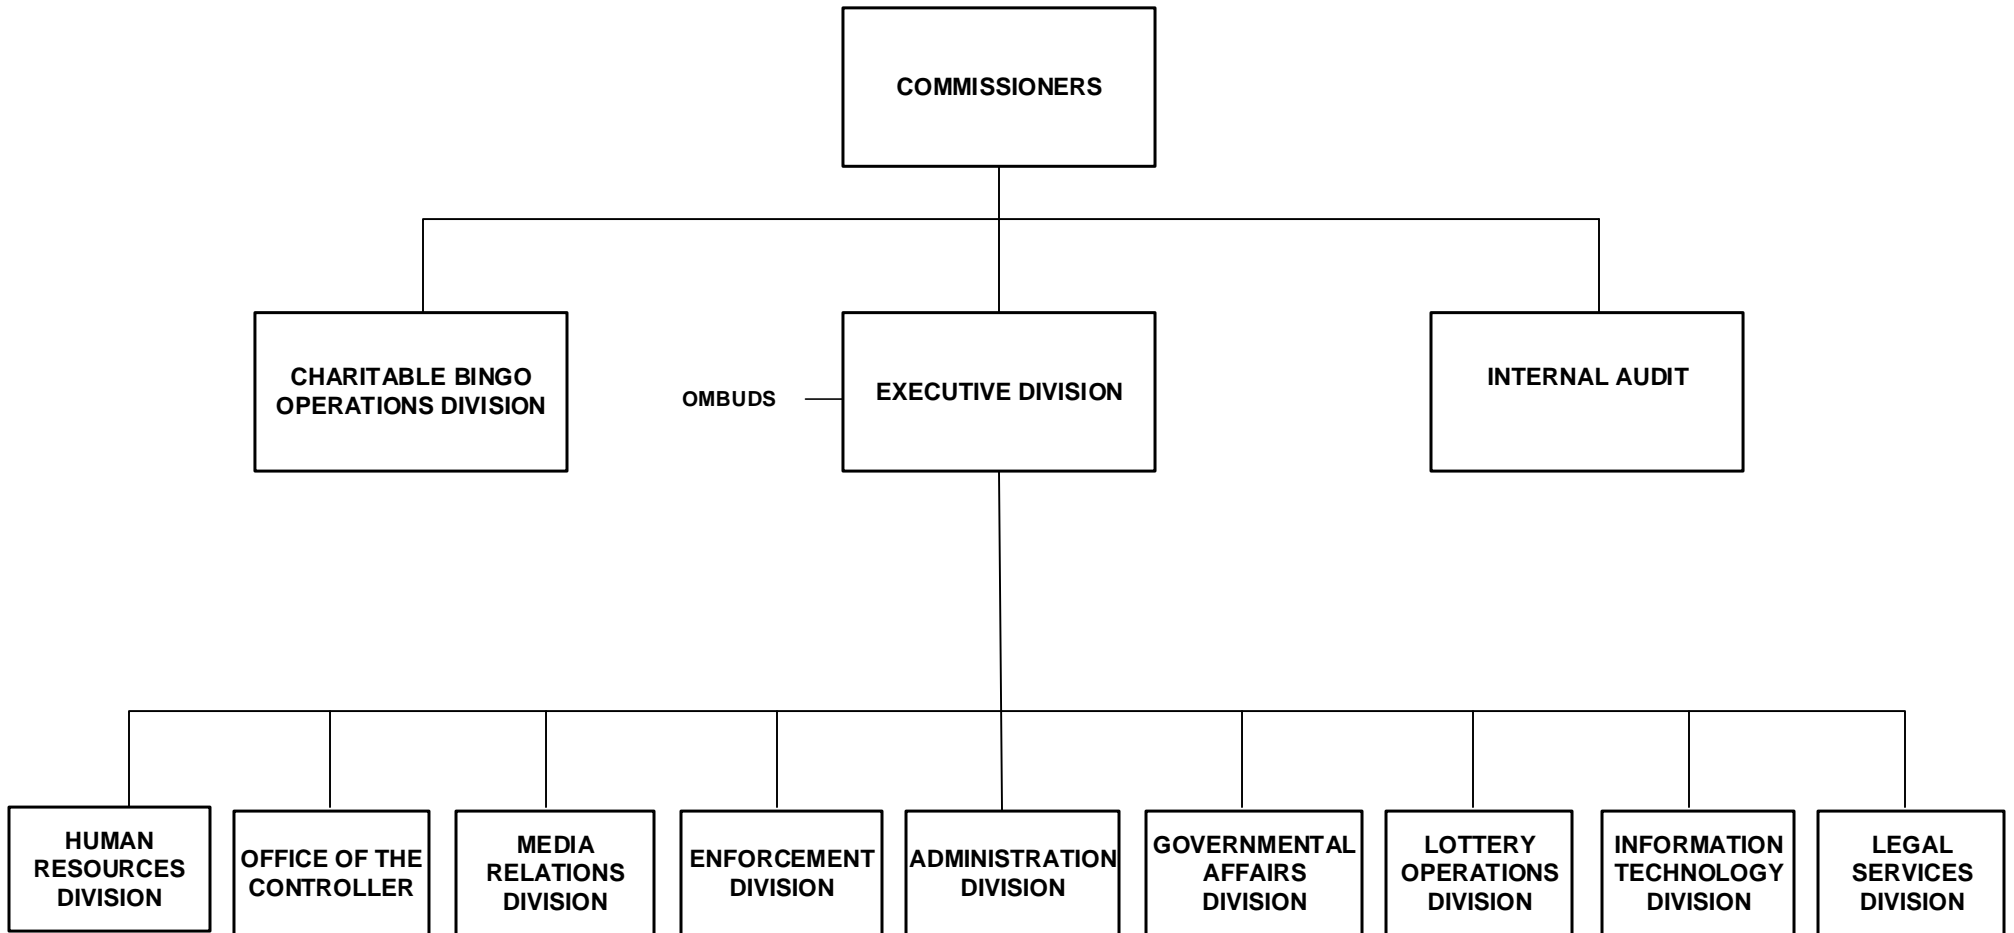 COMMISSIONERS
CHARITABLE BINGO
OPERATIONS DIVISION
OMBUDS
EXECUTIVE DIVISION
INTERNAL AUDIT
HUMAN
RESOURCES
DIVISION
OFFICE OF THE
CONTROLLER
MEDIA
RELATIONS
DIVISION
ENFORCEMENT
DIVISION
ADMINISTRATION
DIVISION
GOVERNMENTAL
AFFAIRS
DIVISION
LOTTERY
OPERATIONS
DIVISION
INFORMATION
TECHNOLOGY
DIVISION
LEGAL
SERVICES
DIVISION